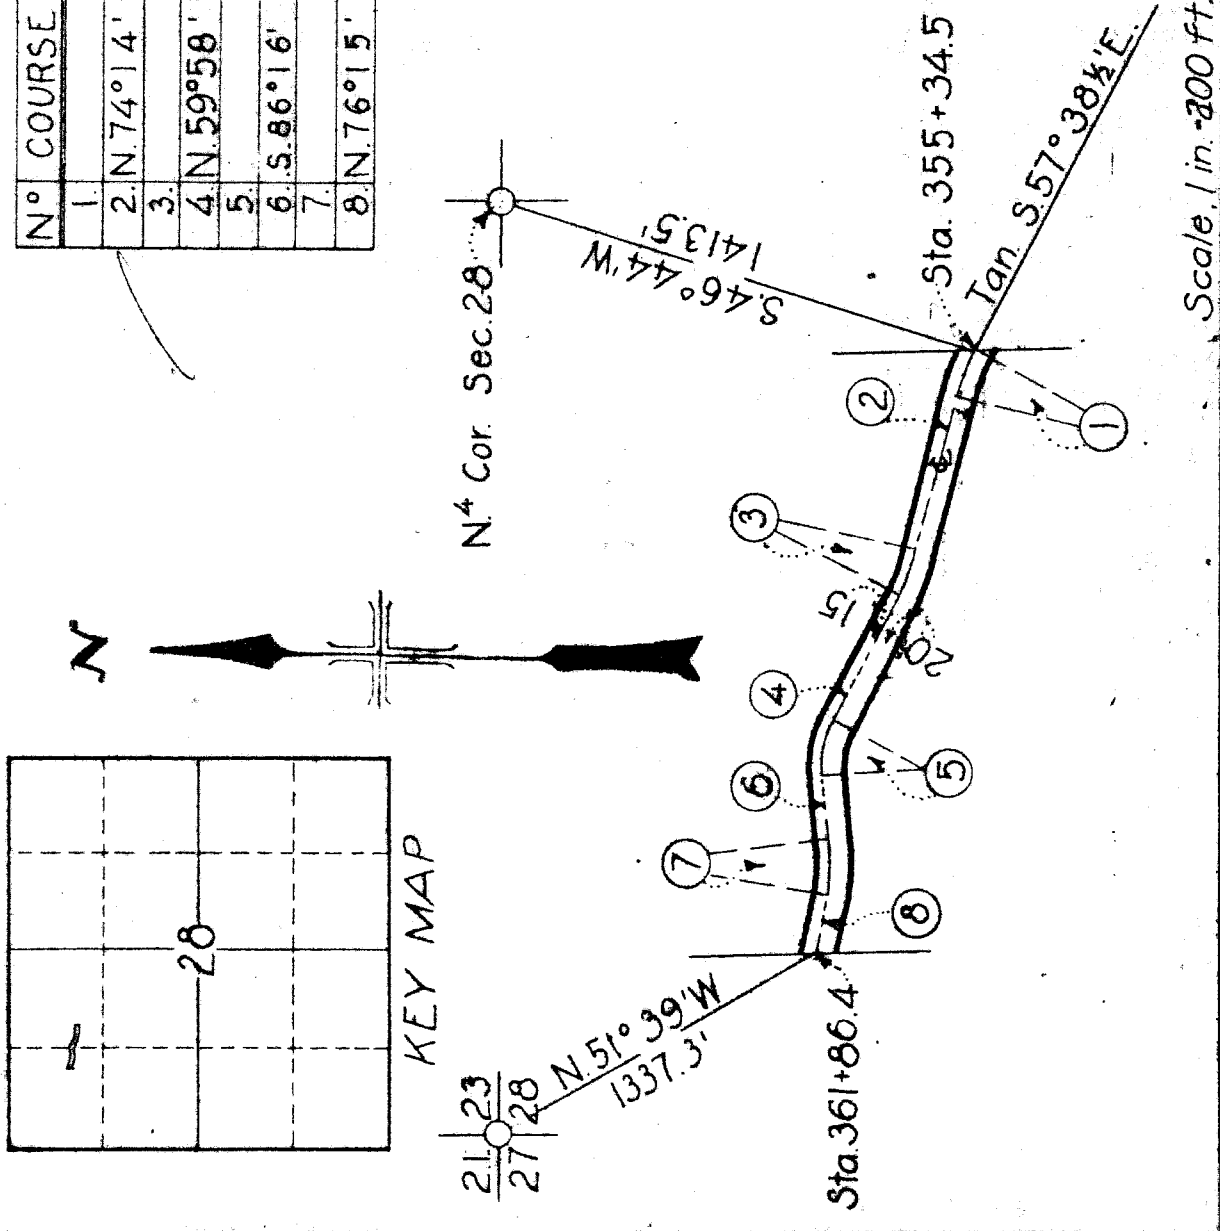 Nº COURSE
1.
2. N.74°14'
3.
4. N.59°58'
5.
6. S.86°16'
7.
8. N.76°15'
N
28
KEY MAP
N.4 Cor. Sec.28
S.46°44'W
1413.5'
21 23
27 28
N.51°39'W
1337.3'
Sta.361+86.4
Sta. 355+34.5
Tan. S.57°38½'E.
1
2
3
4
5
6
7
8
15
20
℄
Scale, 1 in.-200 ft.